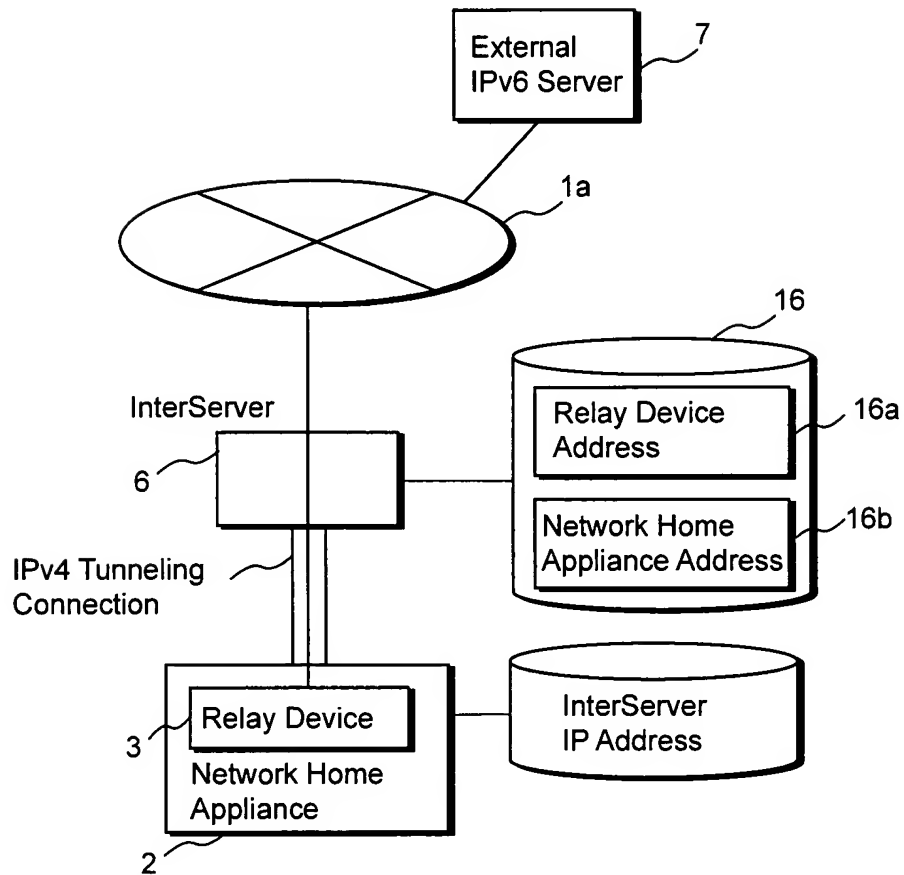 External
IPv6 Server
7
1a
16
InterServer
6
Relay Device
Address
16a
Network Home
Appliance Address
16b
IPv4 Tunneling
Connection
3
Relay Device
Network Home
Appliance
2
InterServer
IP Address